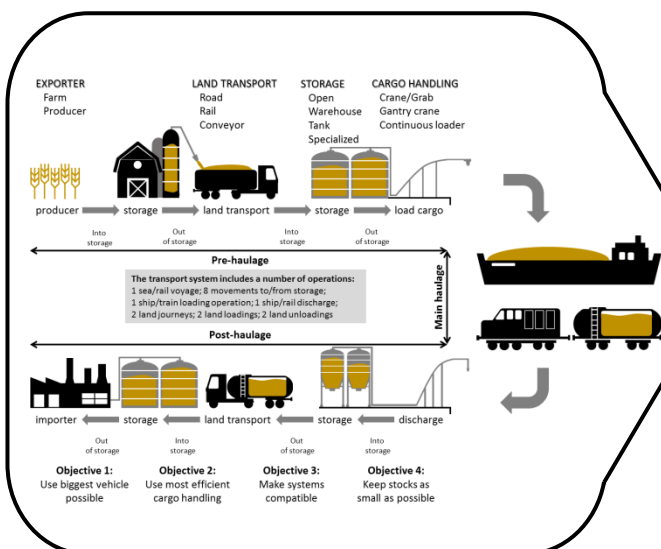 EXPORTER
Farm
Producer
LAND TRANSPORT
Road
Rail
Conveyor
STORAGE
Open
Warehouse
Tank
Specialized
CARGO HANDLING
Crane/Grab
Gantry crane
Continuous loader
producer
storage
land transport
storage
load cargo
Into
storage
Out
of storage
Into
storage
Out
of storage
Pre-haulage
The transport system includes a number of operations:
1 sea/rail voyage; 8 movements to/from storage;
1 ship/train loading operation; 1 ship/rail discharge;
2 land journeys; 2 land loadings; 2 land unloadings
Main haulage
Post-haulage
importer
storage
land transport
storage
discharge
Out
of storage
Into
storage
Out
of storage
Into
storage
Objective 1:
Use biggest vehicle
possible
Objective 2:
Use most efficient
cargo handling
Objective 3:
Make systems
compatible
Objective 4:
Keep stocks as
small as possible